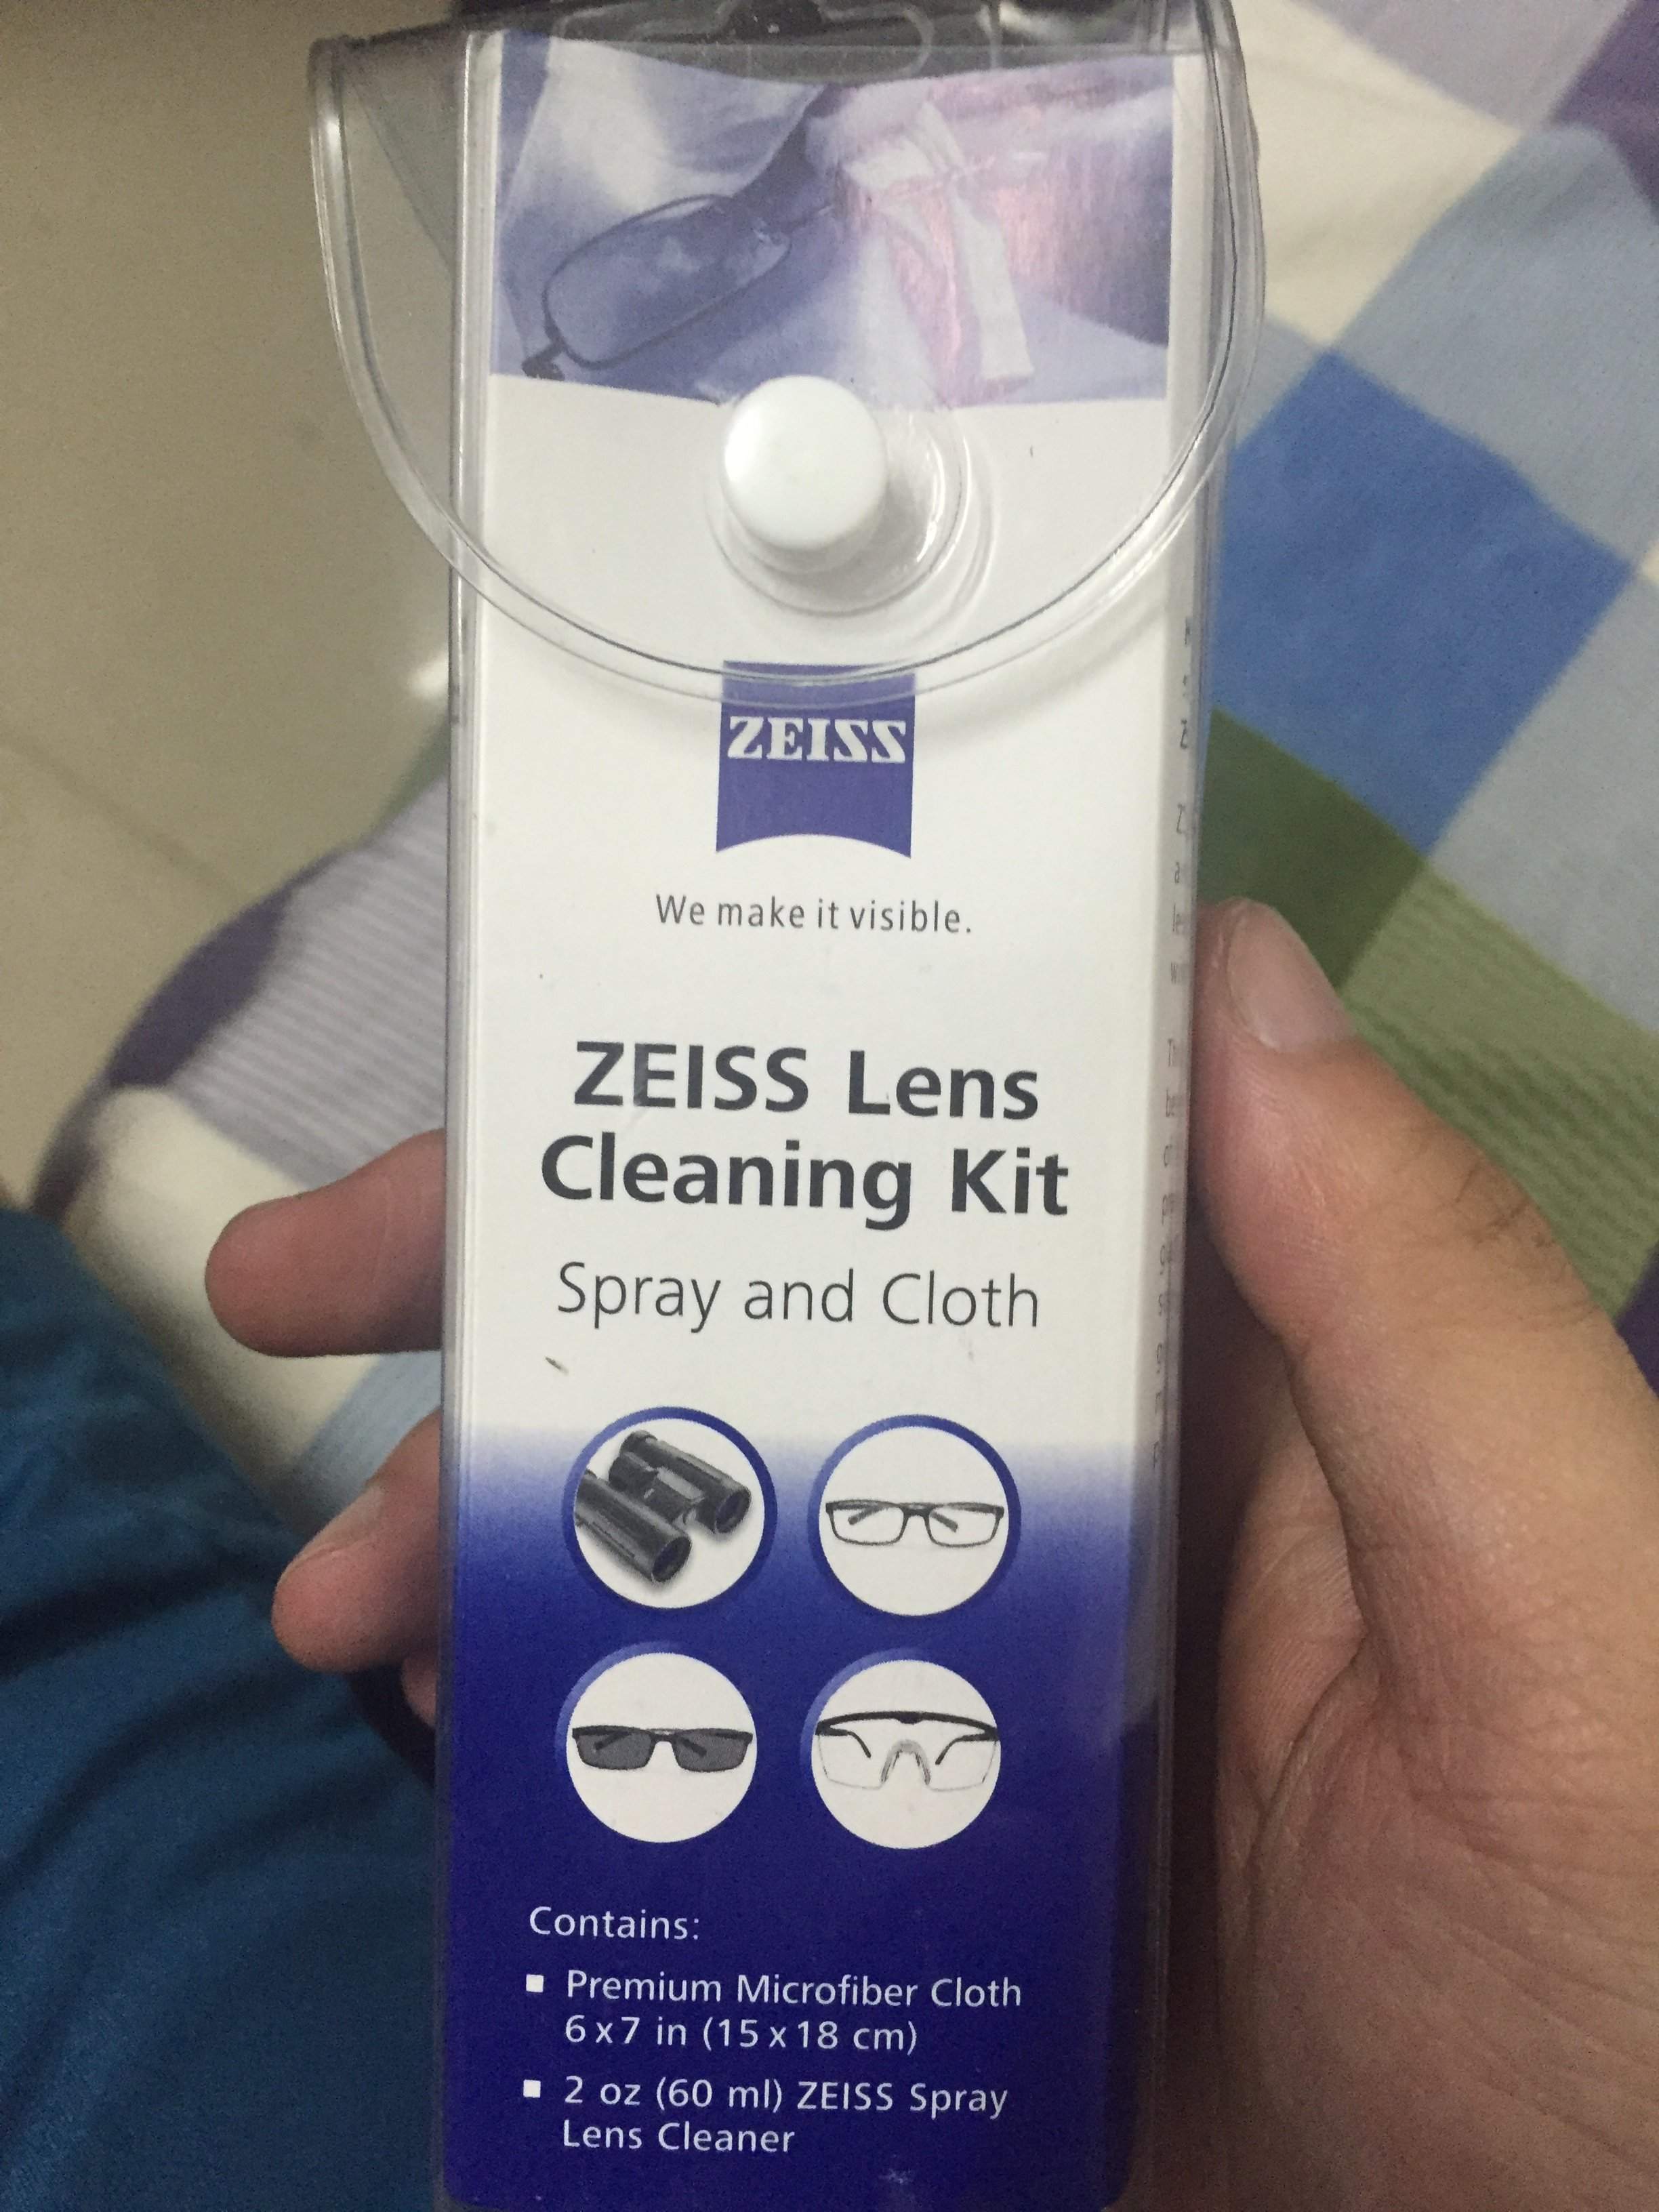 ZEISS
We make it visible.
ZEISS Lens
Cleaning Kit
Spray and Cloth
Contains:
▪ Premium Microfiber Cloth
6 x 7 in (15 x 18 cm)
▪ 2 oz (60 ml) ZEISS Spray
Lens Cleaner